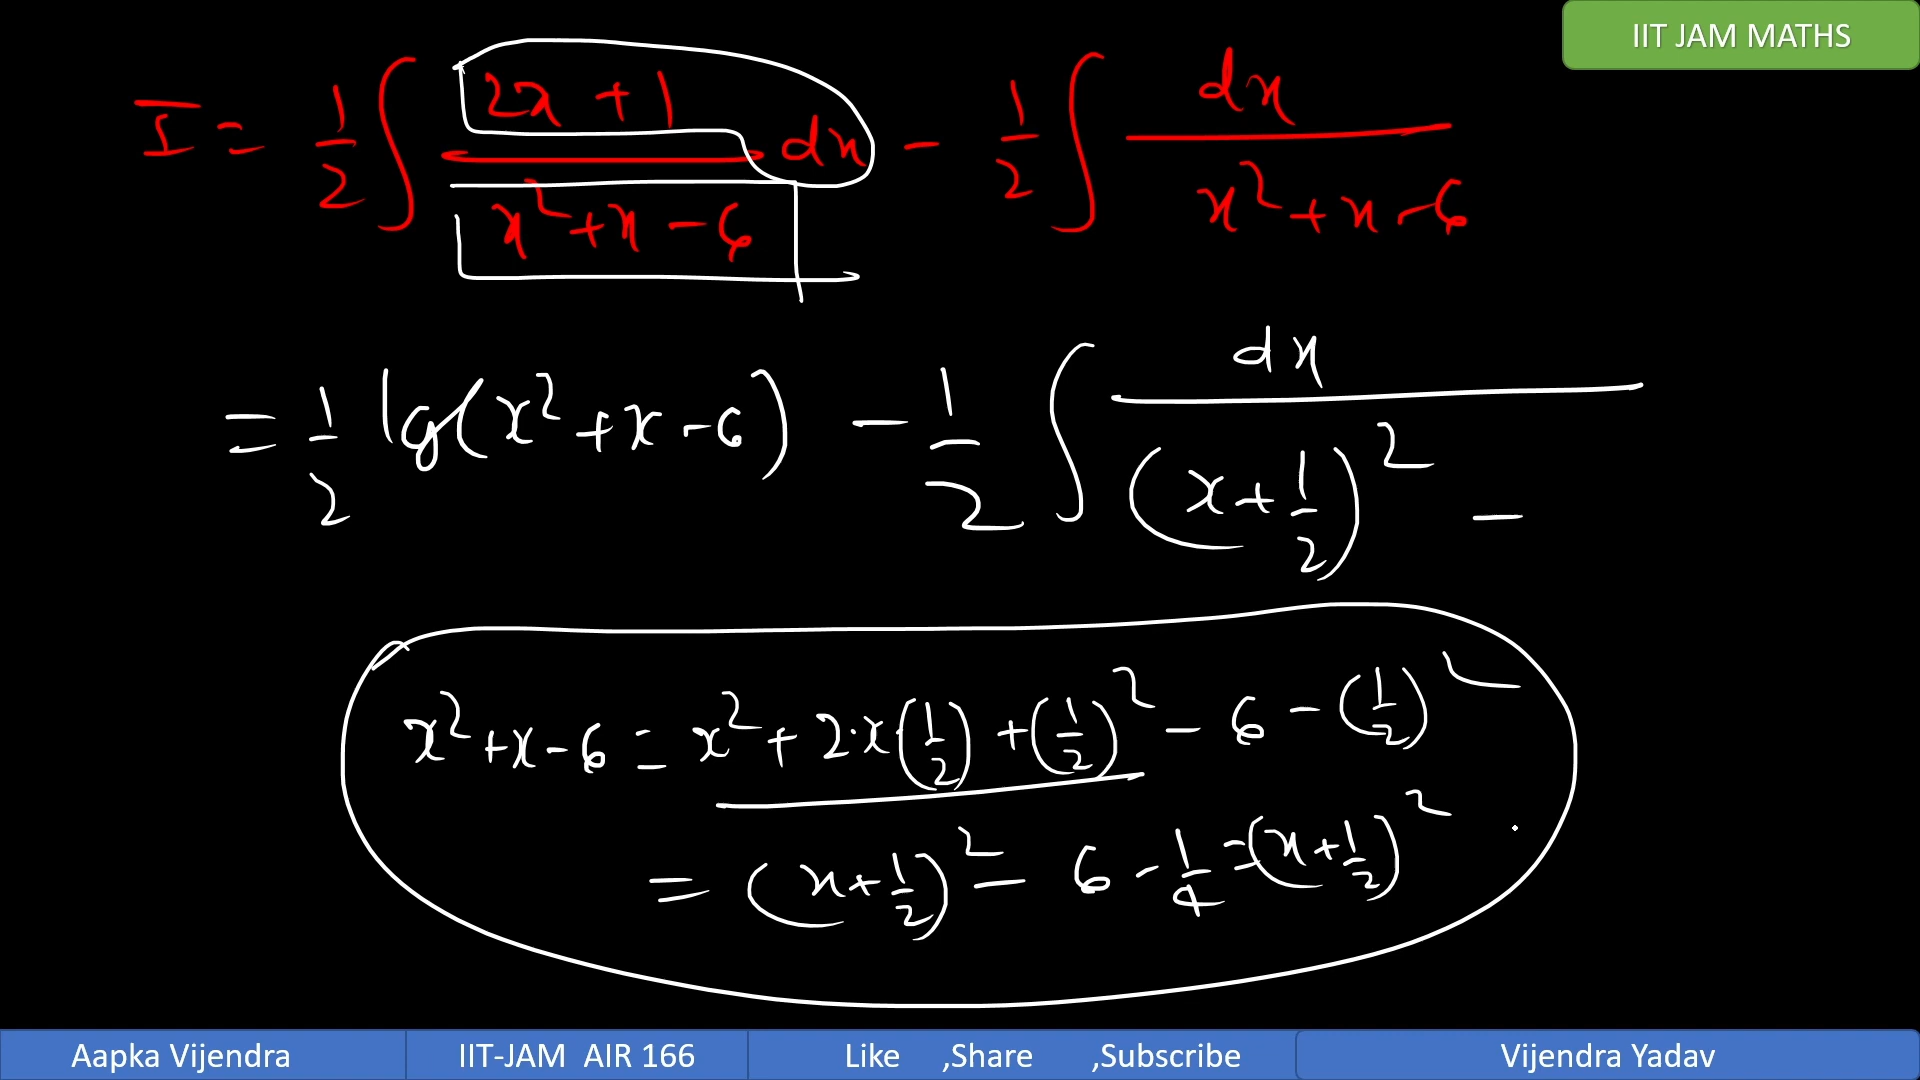 IIT JAM MATHS
I = 1/2 ∫ (2x + 1)/(x² + x - 6) dx - 1/2 ∫ dx/(x² + x - 6)
= 1/2 lg(x² + x - 6) - 1/2 ∫ dx/((x + 1/2)² -
x² + x - 6 = x² + 2·x·(1/2) + (1/2)² - 6 - (1/2)²
= (x + 1/2)² - 6 - 1/4 = (x + 1/2)²
Aapka Vijendra IIT-JAM AIR 166 Like ,Share ,Subscribe Vijendra Yadav